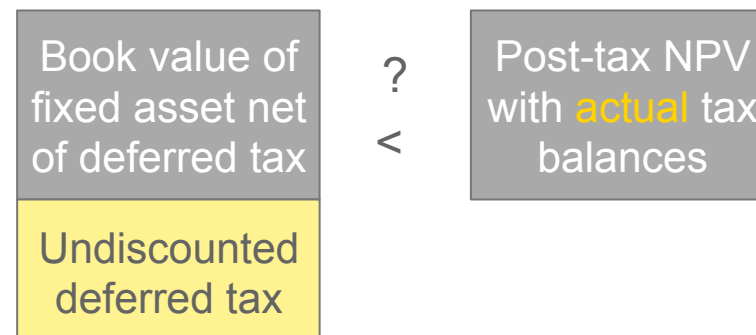 Book value of
fixed asset net
of deferred tax
?
<
Post-tax NPV
with actual tax
balances
Undiscounted
deferred tax